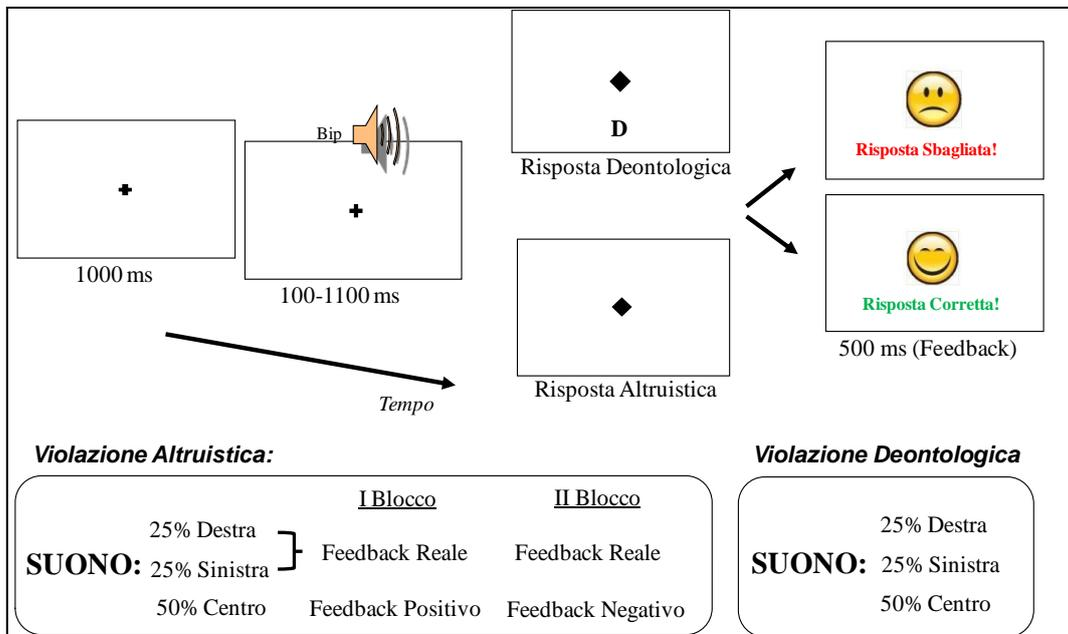 D
Risposta Deontologica
Bip
1000 ms
100-1100 ms
Tempo
Risposta Altruistica
Risposta Sbagliata!
Risposta Corretta!
500 ms (Feedback)
Violazione Altruistica:
I Blocco
II Blocco
SUONO:
25% Destra
25% Sinistra
Feedback Reale
Feedback Reale
50% Centro
Feedback Positivo
Feedback Negativo
Violazione Deontologica
SUONO:
25% Destra
25% Sinistra
50% Centro